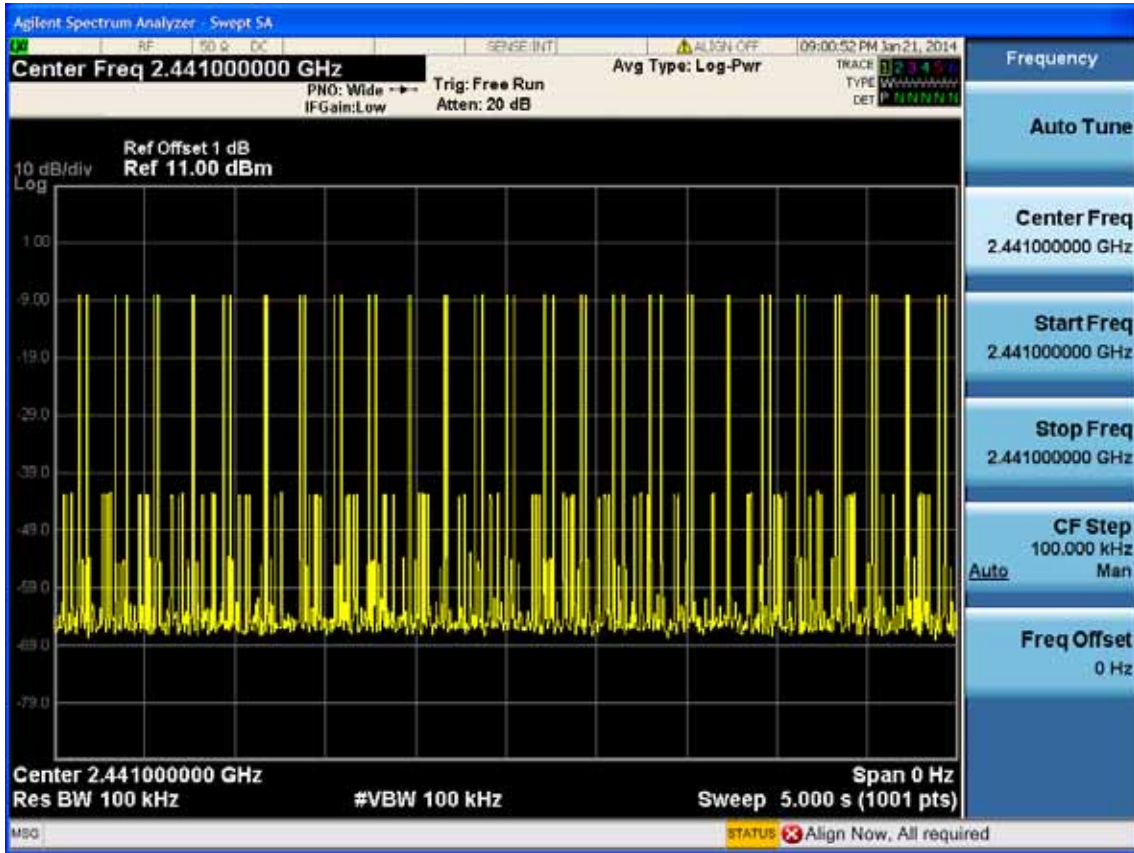 Agilent Spectrum Analyzer - Swept SA
RF 50 Ω DC SENSE:INT ALIGN OFF 09:00:52 PM Jan 21, 2014
Center Freq 2.441000000 GHz
PNO: Wide
IFGain:Low
Trig: Free Run
Atten: 20 dB
Avg Type: Log-Pwr
TRACE 1 2 3 4 5 6
TYPE
DET P N N N N N
Ref Offset 1 dB
10 dB/div Ref 11.00 dBm
Log
1.00
-9.00
-19.0
-29.0
-39.0
-49.0
-59.0
-69.0
-79.0
Center 2.441000000 GHz Span 0 Hz
Res BW 100 kHz #VBW 100 kHz Sweep 5.000 s (1001 pts)
MSG STATUS Align Now, All required
Frequency
Auto Tune
Center Freq
2.441000000 GHz
Start Freq
2.441000000 GHz
Stop Freq
2.441000000 GHz
CF Step
100.000 kHz
Auto Man
Freq Offset
0 Hz